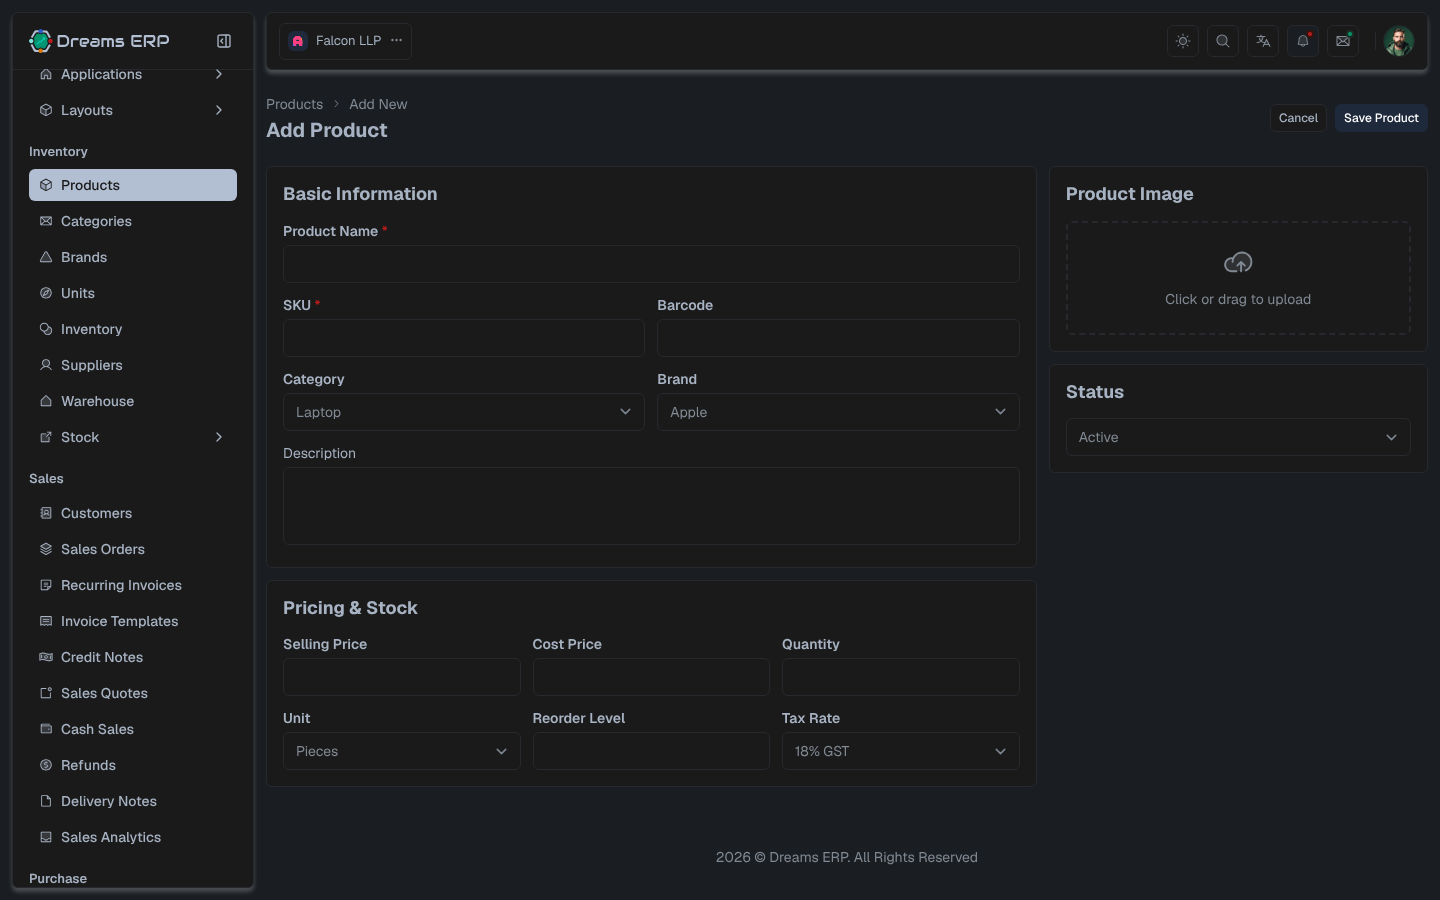 Dreams ERP
Applications
Layouts
Inventory
Products
Categories
Brands
Units
Inventory
Suppliers
Warehouse
Stock
Sales
Customers
Sales Orders
Recurring Invoices
Invoice Templates
Credit Notes
Sales Quotes
Cash Sales
Refunds
Delivery Notes
Sales Analytics
Purchase
Falcon LLP
Products > Add New
Add Product
Cancel
Save Product
Basic Information
Product Name *
SKU *
Barcode
Category
Brand
Laptop
Apple
Description
Pricing & Stock
Selling Price
Cost Price
Quantity
Unit
Reorder Level
Tax Rate
Pieces
18% GST
Product Image
Click or drag to upload
Status
Active
2026 © Dreams ERP. All Rights Reserved